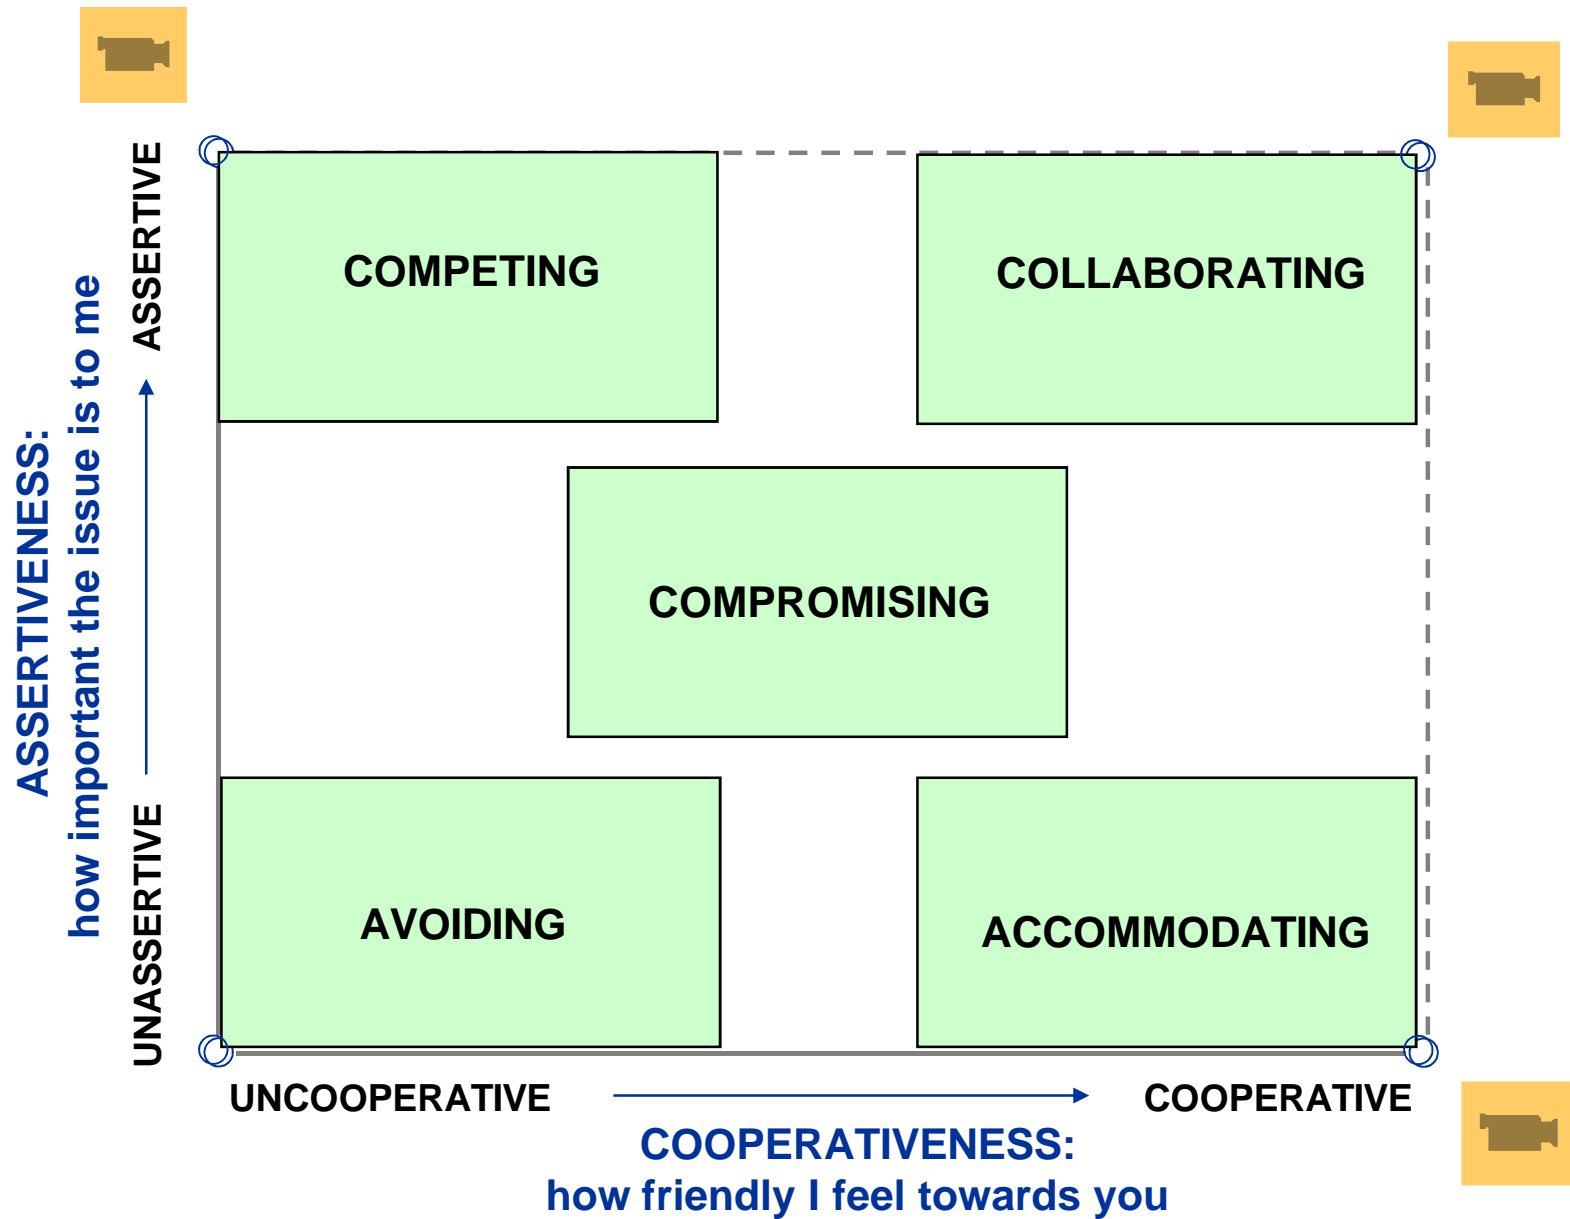 ASSERTIVENESS:
how important the issue is to me
ASSERTIVE
UNASSERTIVE
COMPETING
COLLABORATING
COMPROMISING
AVOIDING
ACCOMMODATING
UNCOOPERATIVE
COOPERATIVE
COOPERATIVENESS:
how friendly I feel towards you